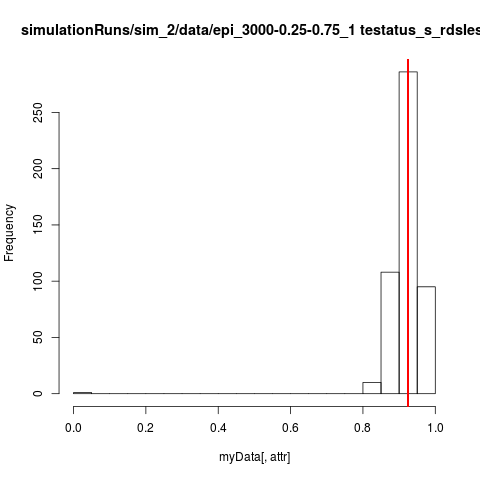 simulationRuns/sim_2/data/epi_3000-0.25-0.75_1 testatus_s_rdsles
250
200
150
100
50
0
Frequency
0.0 0.2 0.4 0.6 0.8 1.0
myData[, attr]